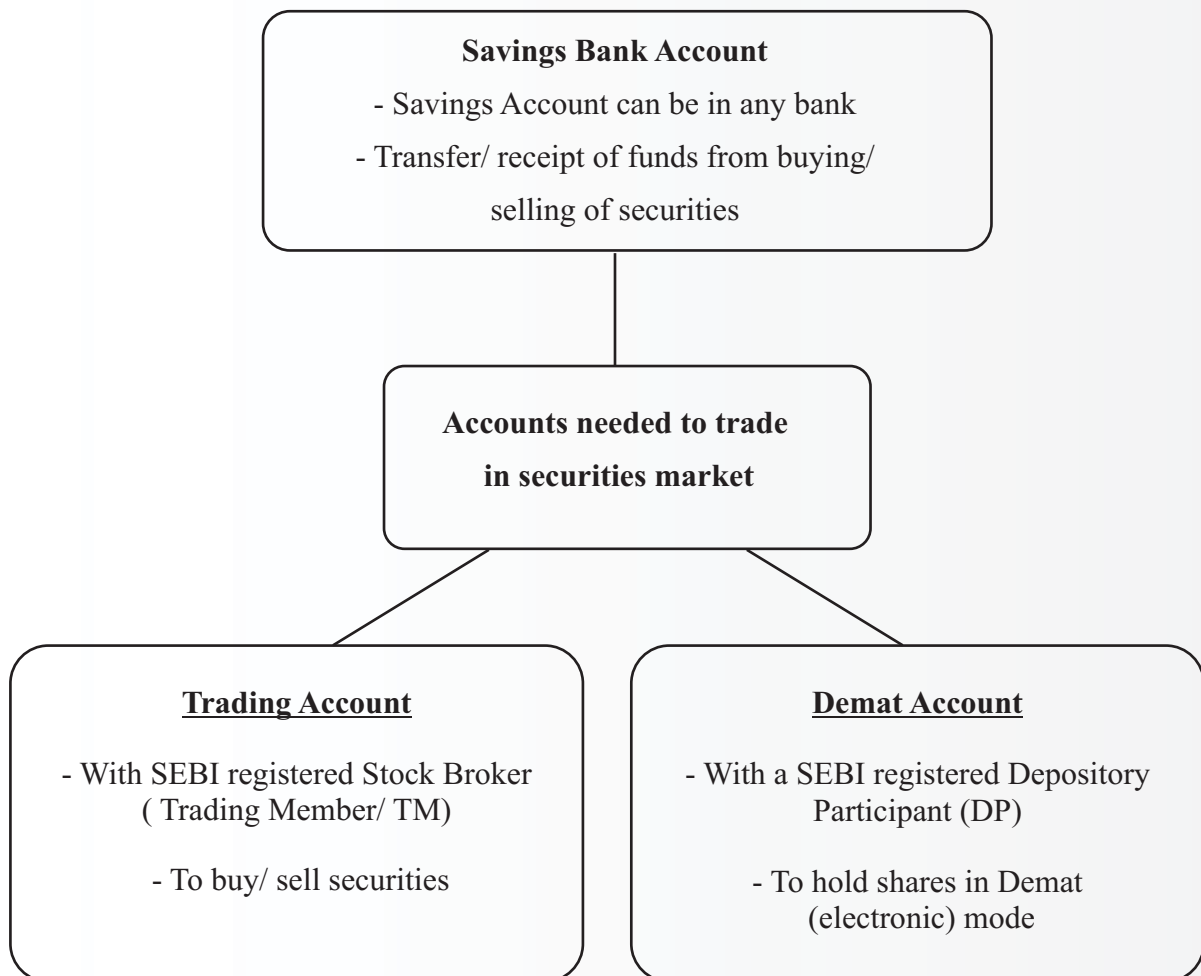 Savings Bank Account
- Savings Account can be in any bank
- Transfer/ receipt of funds from buying/
selling of securities
Accounts needed to trade
in securities market
Trading Account
- With SEBI registered Stock Broker
( Trading Member/ TM)
- To buy/ sell securities
Demat Account
- With a SEBI registered Depository
Participant (DP)
- To hold shares in Demat
(electronic) mode